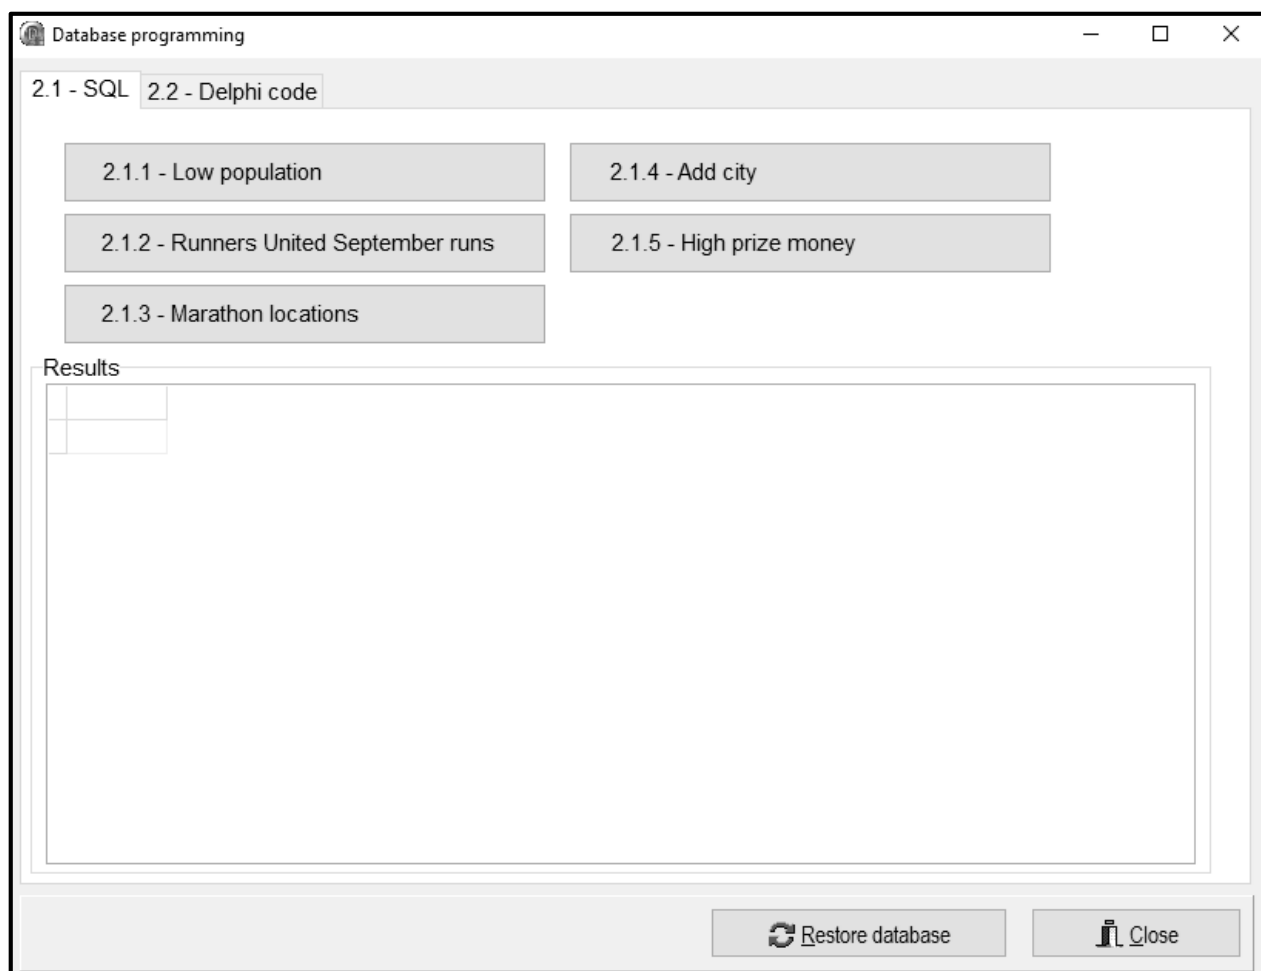 Database programming
2.1 - SQL
2.2 - Delphi code
2.1.1 - Low population
2.1.4 - Add city
2.1.2 - Runners United September runs
2.1.5 - High prize money
2.1.3 - Marathon locations
Results
Restore database
Close